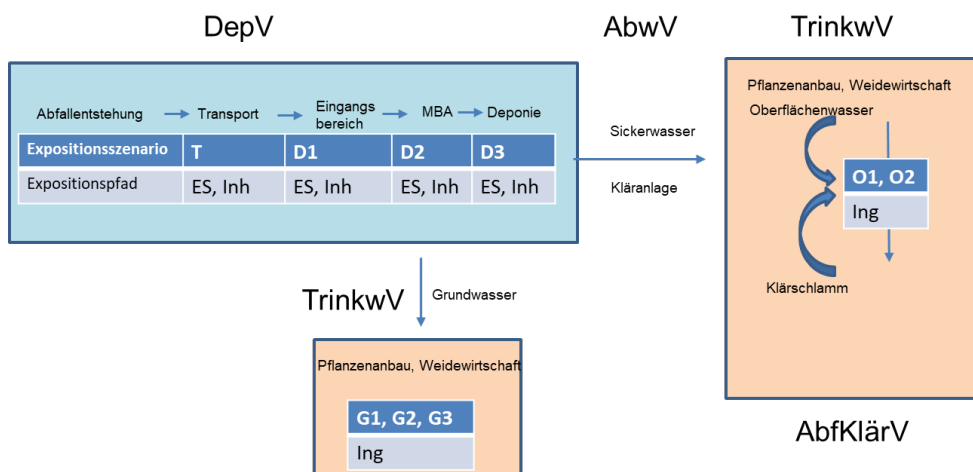 DepV
AbwV
TrinkwV
Abfallentstehung
Transport
Eingangs
bereich
MBA
Deponie
Expositionsszenario T D1 D2 D3
Expositionspfad ES, Inh ES, Inh ES, Inh ES, Inh
Sickerwasser
Kläranlage
Pflanzenanbau, Weidewirtschaft
Oberflächenwasser
O1, O2
Ing
Klärschlamm
AbfKlärV
TrinkwV
Grundwasser
Pflanzenanbau, Weidewirtschaft
G1, G2, G3
Ing